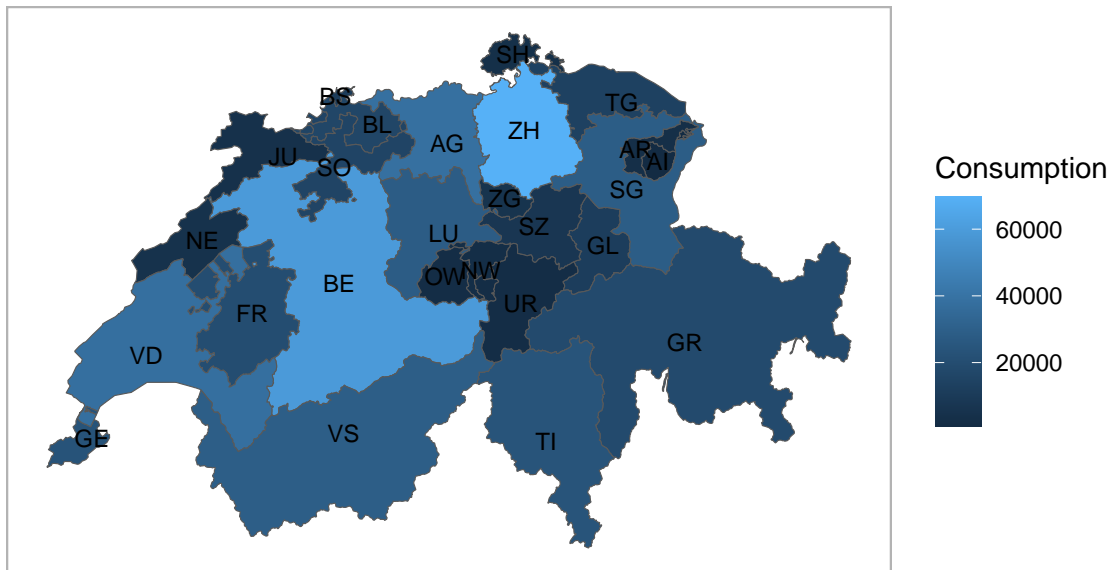 SH
BS
TG
BL
ZH
AG
JU
AR
AI
SO
SG
ZG
NE
LU
SZ
GL
OW
NW
BE
UR
FR
GR
VD
VS
TI
GE
Consumption
60000
40000
20000